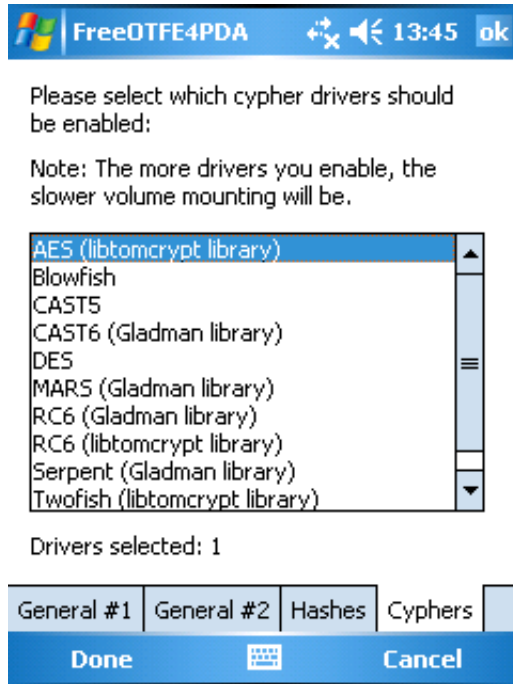 FreeOTFE4PDA 13:45 ok
Please select which cypher drivers should
be enabled:
Note: The more drivers you enable, the
slower volume mounting will be.
AES (libtomcrypt library)
Blowfish
CAST5
CAST6 (Gladman library)
DES
MARS (Gladman library)
RC6 (Gladman library)
RC6 (libtomcrypt library)
Serpent (Gladman library)
Twofish (libtomcrypt library)
Drivers selected: 1
General #1 General #2 Hashes Cyphers
Done Cancel